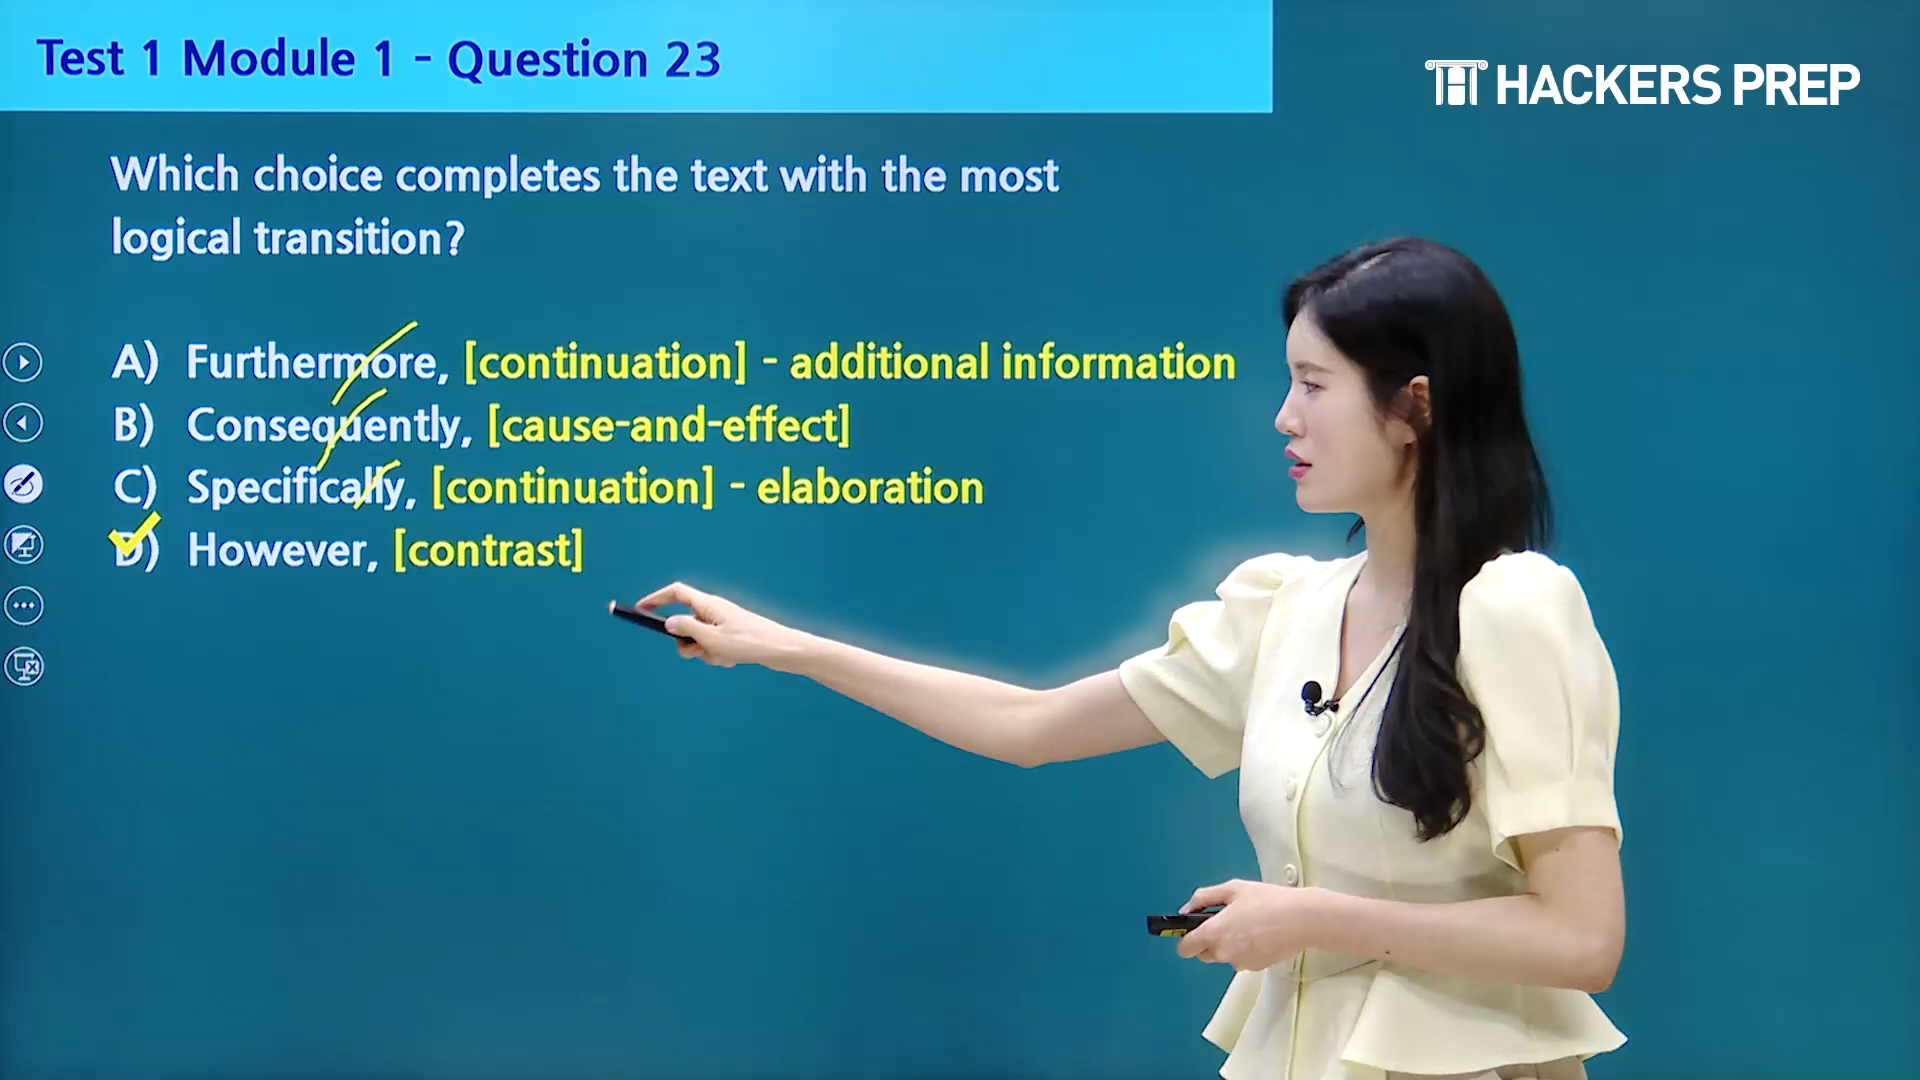 Test 1 Module 1 - Question 23
HACKERS PREP
Which choice completes the text with the most
logical transition?
A) Furthermore, [continuation] - additional information
B) Consequently, [cause-and-effect]
C) Specifically, [continuation] - elaboration
D) However, [contrast]